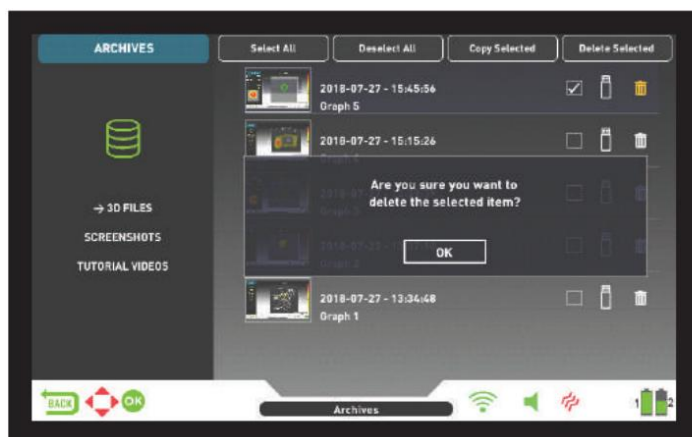 ARCHIVES
Select All
Deselect All
Copy Selected
Delete Selected
2018-07-27 - 15:45:56
Graph 5
2018-07-27 - 15:15:26
→ 3D FILES
SCREENSHOTS
TUTORIAL VIDEOS
Are you sure you want to
delete the selected item?
OK
2018-07-27 - 13:34:48
Graph 1
BACK
OK
Archives
1
2